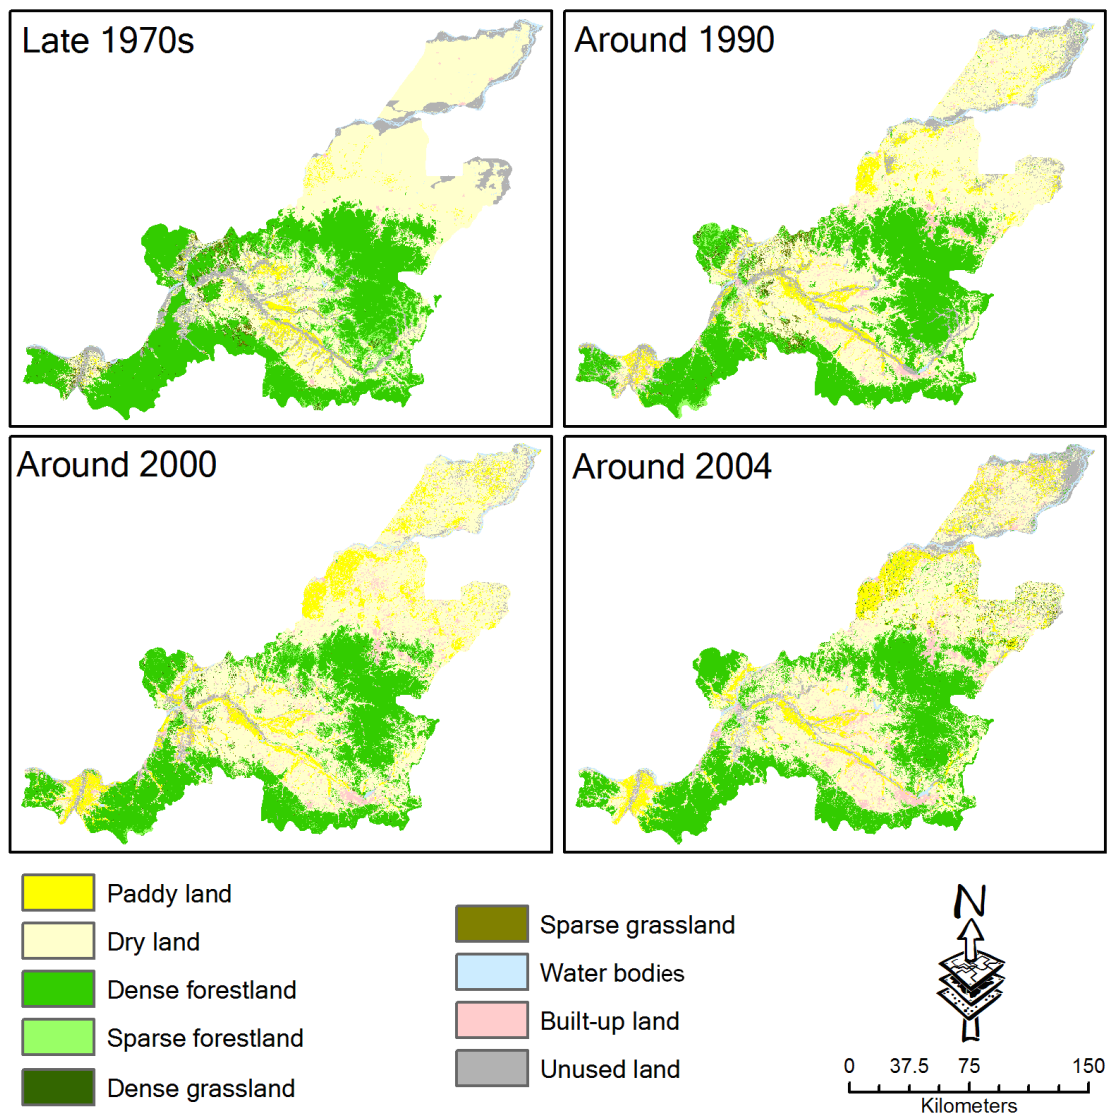 Late 1970s
Around 1990
Around 2000
Around 2004
Paddy land
Dry land
Dense forestland
Sparse forestland
Dense grassland
Sparse grassland
Water bodies
Built-up land
Unused land
N
0 37.5 75 150
Kilometers